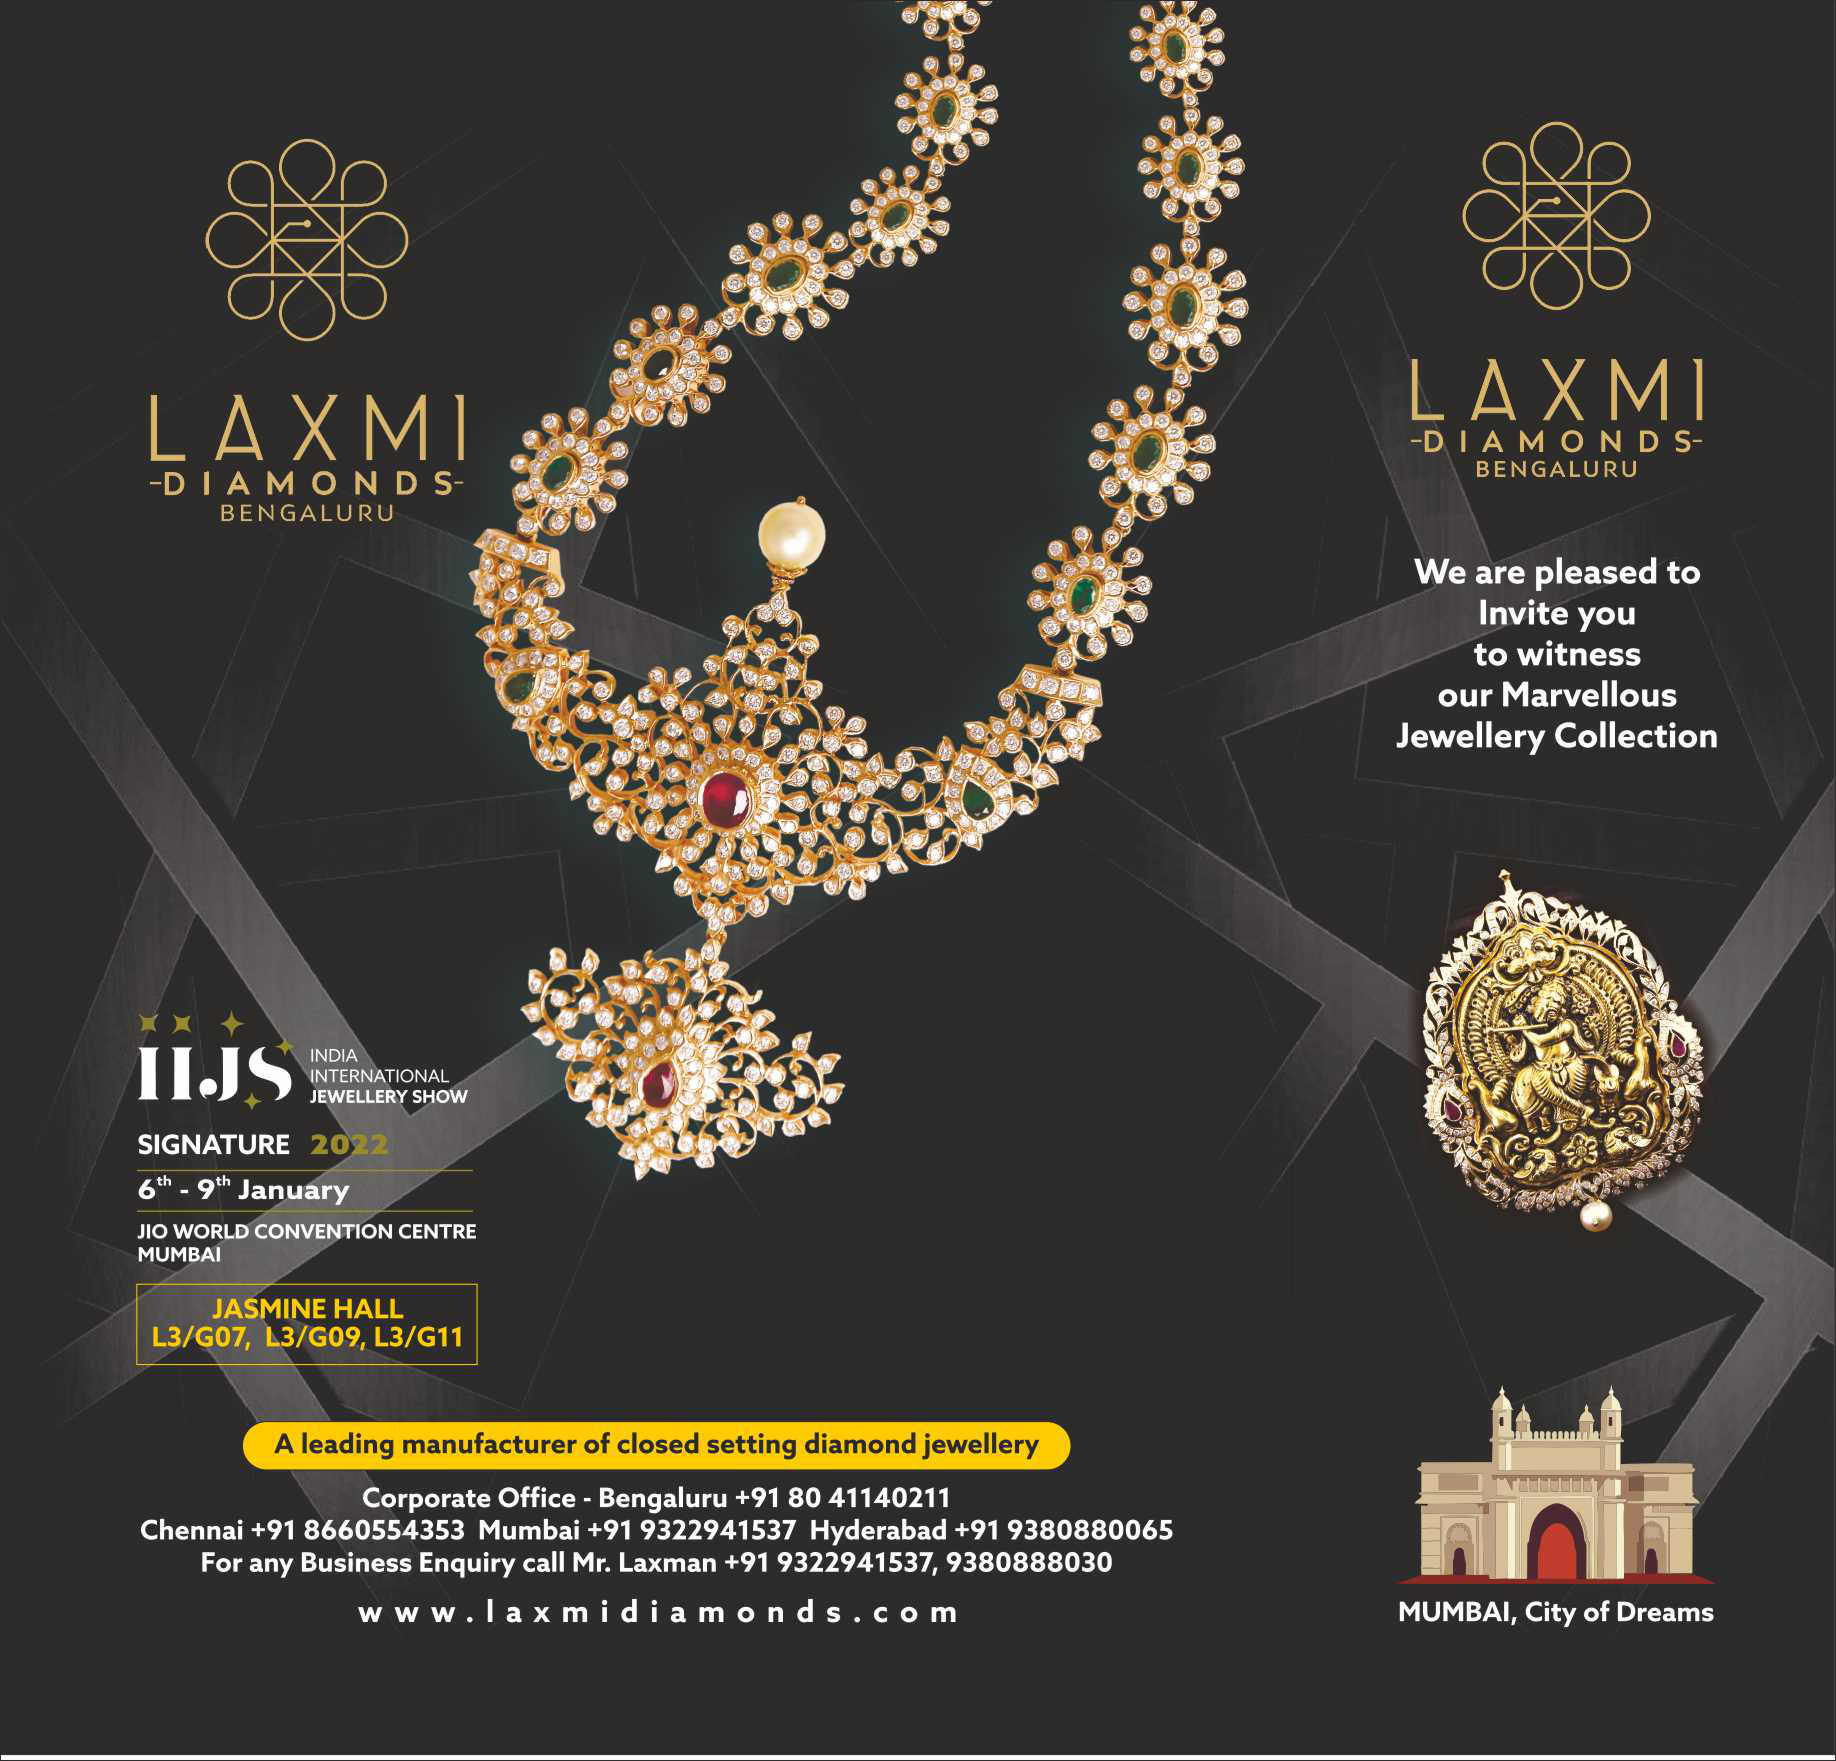 LAXMI
-DIAMONDS-
BENGALURU
LAXMI
-DIAMONDS-
BENGALURU
We are pleased to
Invite you
to witness
our Marvellous
Jewellery Collection
IIJS
INDIA
INTERNATIONAL
JEWELLERY SHOW
SIGNATURE 2022
6th - 9th January
JIO WORLD CONVENTION CENTRE
MUMBAI
JASMINE HALL
L3/G07, L3/G09, L3/G11
A leading manufacturer of closed setting diamond jewellery
Corporate Office - Bengaluru +91 80 41140211
Chennai +91 8660554353 Mumbai +91 9322941537 Hyderabad +91 9380880065
For any Business Enquiry call Mr. Laxman +91 9322941537, 9380888030
www.laxmidiamonds.com
MUMBAI, City of Dreams